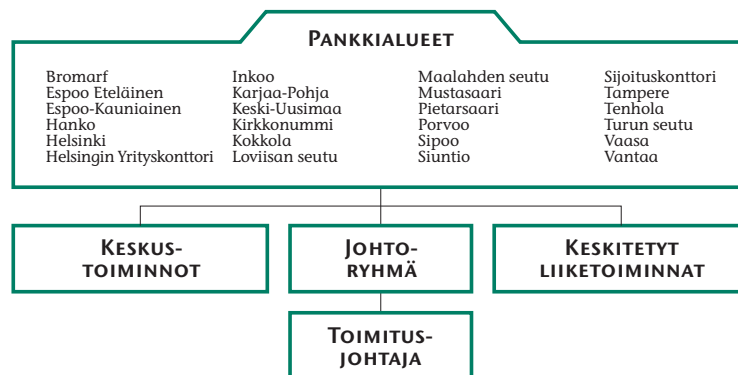 PANKKIALUEET
Bromarf
Espoo Eteläinen
Espoo-Kauniainen
Hanko
Helsinki
Helsingin Yrityskonttori
Inkoo
Karjaa-Pohja
Keski-Uusimaa
Kirkkonummi
Kokkola
Loviisan seutu
Maalahden seutu
Mustasaari
Pietarsaari
Porvoo
Sipoo
Siuntio
Sijoituskonttori
Tampere
Tenhola
Turun seutu
Vaasa
Vantaa
KESKUS-
TOIMINNOT
JOHTO-
RYHMÄ
KESKITETYT
LIIKETOIMINNAT
TOIMITUS-
JOHTAJA